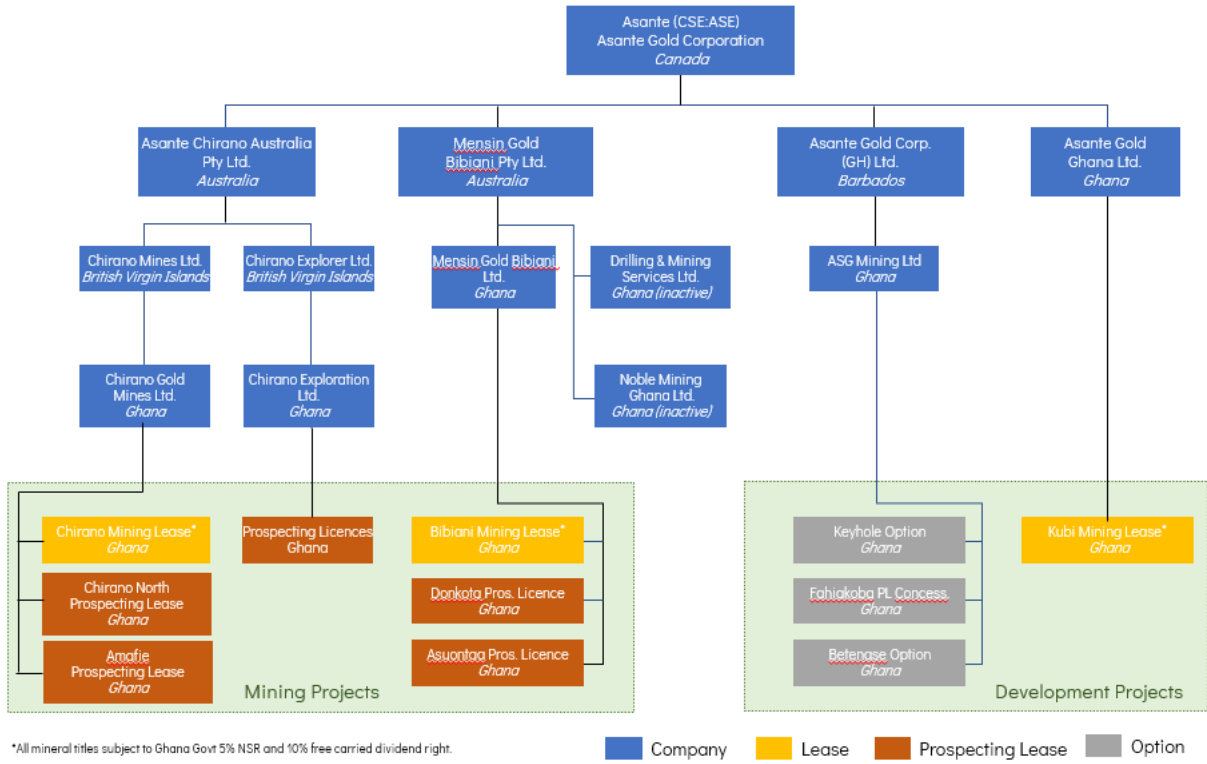 Asante (CSE:ASE)
Asante Gold Corporation
Canada
Asante Chirano Australia
Pty Ltd.
Australia
Mensin Gold
Bibiani Pty Ltd.
Australia
Asante Gold Corp.
(GH) Ltd.
Barbados
Asante Gold
Ghana Ltd.
Ghana
Chirano Mines Ltd.
British Virgin Islands
Chirano Explorer Ltd.
British Virgin Islands
Mensin Gold Bibiani
Ltd.
Ghana
Drilling & Mining
Services Ltd.
Ghana (inactive)
ASG Mining Ltd
Ghana
Chirano Gold
Mines Ltd.
Ghana
Chirano Exploration
Ltd.
Ghana
Noble Mining
Ghana Ltd.
Ghana (inactive)
Chirano Mining Lease*
Ghana
Prospecting Licences
Ghana
Bibiani Mining Lease*
Ghana
Keyhole Option
Ghana
Kubi Mining Lease*
Ghana
Chirano North
Prospecting Lease
Ghana
Donkota Pros. Licence
Ghana
Fahiakoba PL Concess.
Ghana
Amafie
Prospecting Lease
Ghana
Asuontaa Pros. Licence
Ghana
Betenase Option
Ghana
Mining Projects
Development Projects
*All mineral titles subject to Ghana Govt 5% NSR and 10% free carried dividend right.
Company
Lease
Prospecting Lease
Option